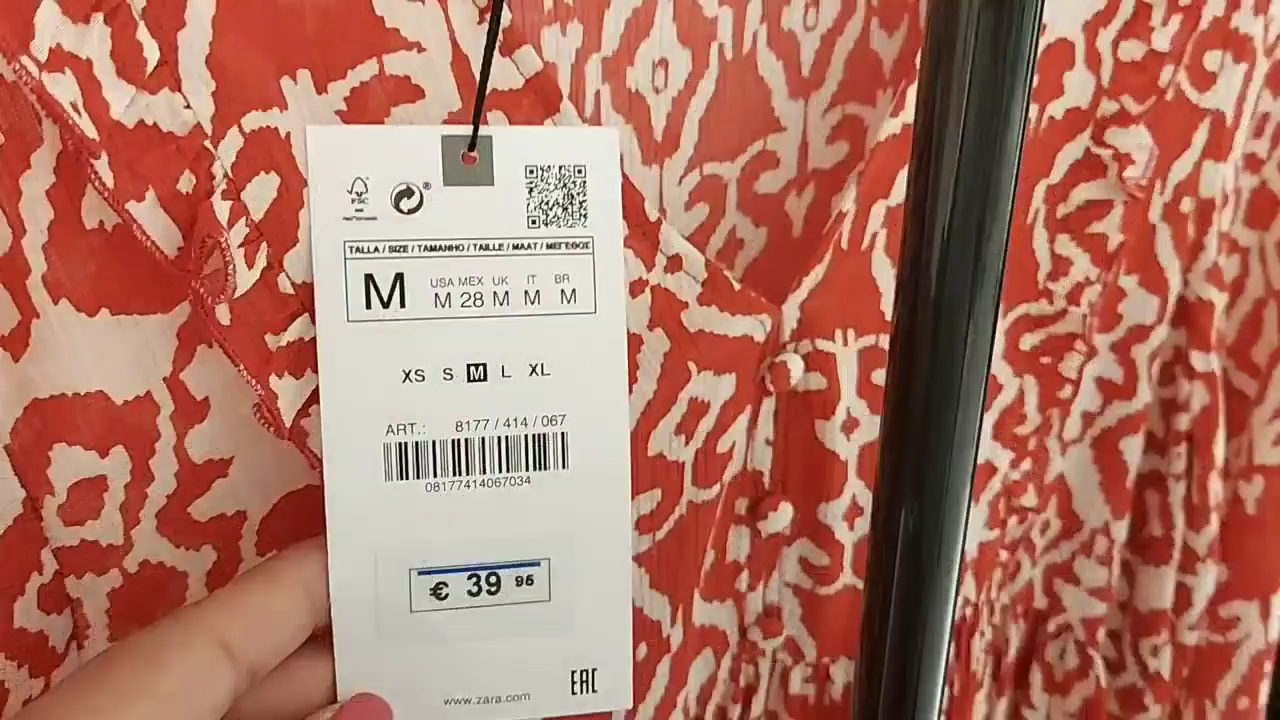 FSC
TALLA / SIZE / TAMANHO / TAILLE / MAAT / ΜΕΓΕΘΟΣ
M USA MEX UK IT BR
M 28 M M M
XS S M L XL
ART.: 8177 / 414 / 067
08177414067034
€ 39 95
www.zara.com EAC